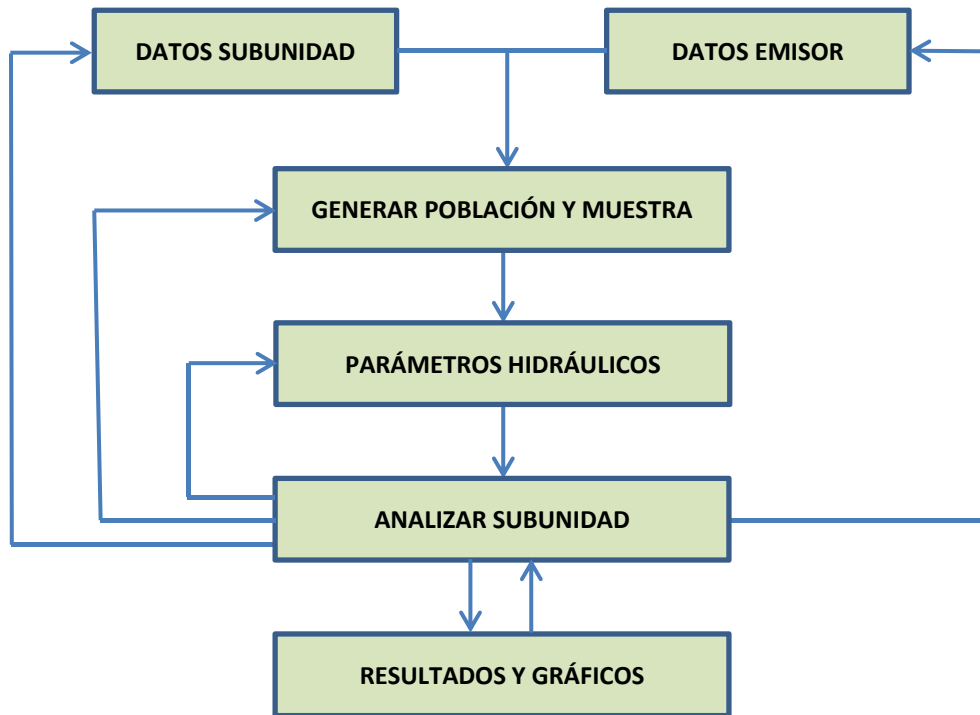 DATOS SUBUNIDAD
DATOS EMISOR
GENERAR POBLACIÓN Y MUESTRA
PARÁMETROS HIDRÁULICOS
ANALIZAR SUBUNIDAD
RESULTADOS Y GRÁFICOS